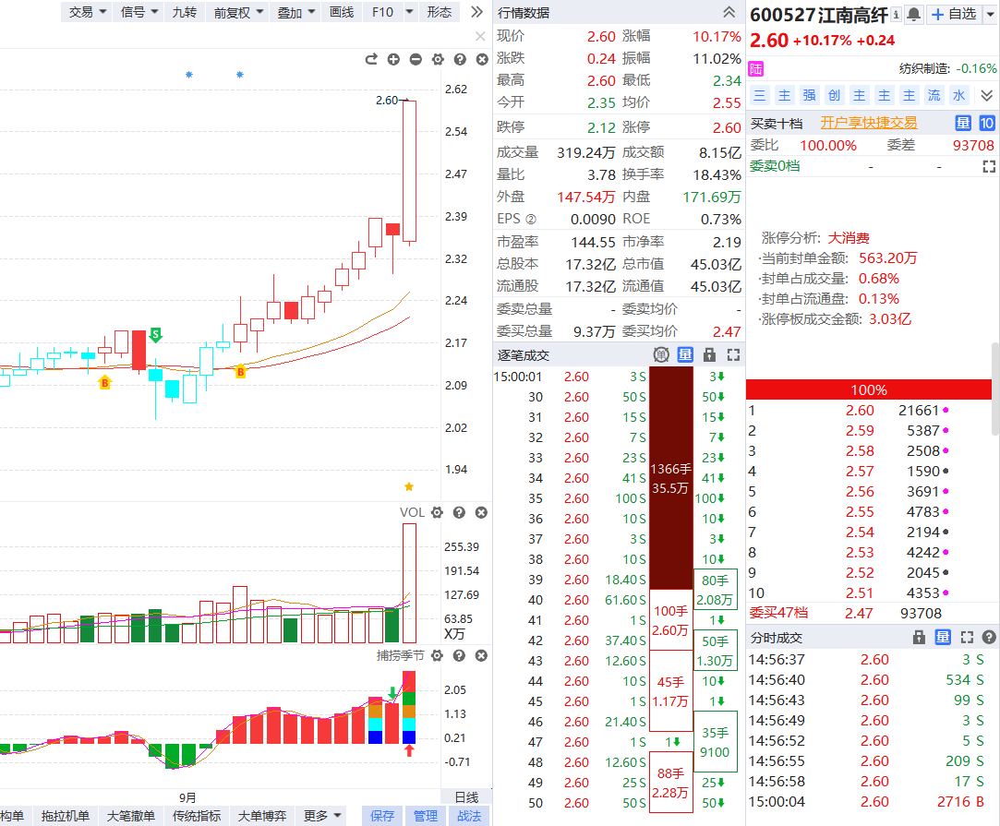 交易 信号 九转 前复权 叠加 画线 F10 形态
2.60
2.62
2.54
2.47
2.39
2.32
2.24
2.17
2.09
2.02
1.94
S
B
B
VOL
255.39
191.54
127.69
63.85
X万
捕捞季节
2.05
1.13
0.21
-0.71
9月 日线
构单 拖拉机单 大笔撤单 传统指标 大单博弈 更多 保存 管理 战法
行情数据
现价 2.60 涨幅 10.17%
涨跌 0.24 振幅 11.02%
最高 2.60 最低 2.34
今开 2.35 均价 2.55
跌停 2.12 涨停 2.60
成交量 319.24万 成交额 8.15亿
量比 3.78 换手率 18.43%
外盘 147.54万 内盘 171.69万
EPS ② 0.0090 ROE 0.73%
市盈率 144.55 市净率 2.19
总股本 17.32亿 总市值 45.03亿
流通股 17.32亿 流通值 45.03亿
委卖总量 - 委卖均价 -
委买总量 9.37万 委买均价 2.47
逐笔成交 单 量
15:00:01 2.60 3 S 3
30 2.60 50 S 50
31 2.60 15 S 15
32 2.60 7 S 7
33 2.60 23 S 23
34 2.60 41 S 41
35 2.60 100 S 100
36 2.60 10 S 10
37 2.60 3 S 3
38 2.60 10 S 10
39 2.60 18.40 S
40 2.60 61.60 S
41 2.60 1 S 1
42 2.60 37.40 S
43 2.60 12.60 S
44 2.60 10 S 10
45 2.60 1 S 1
46 2.60 21.40 S
47 2.60 1 S 1
48 2.60 12.60 S
49 2.60 25 S 25
50 2.60 50 S 50
1366手
35.5万
80手
2.08万
100手
2.60万
50手
1.30万
45手
1.17万
35手
9100
88手
2.28万
600527 江南高纤 自选
2.60 +10.17% +0.24
陆 纺织制造: -0.16%
三 主 强 创 主 主 主 流 水
买卖十档 开户享快捷交易 量 10
委比 100.00% 委差 93708
委卖0档 - -
涨停分析: 大消费
·当前封单金额: 563.20万
·封单占成交量: 0.68%
·封单占流通盘: 0.13%
·涨停板成交金额: 3.03亿
100%
1 2.60 21661
2 2.59 5387
3 2.58 2508
4 2.57 1590
5 2.56 3691
6 2.55 4783
7 2.54 2194
8 2.53 4242
9 2.52 2045
10 2.51 4353
委买47档 2.47 93708
分时成交 量
14:56:37 2.60 3 S
14:56:40 2.60 534 S
14:56:43 2.60 99 S
14:56:49 2.60 3 S
14:56:52 2.60 5 S
14:56:55 2.60 209 S
14:56:58 2.60 17 S
15:00:04 2.60 2716 B